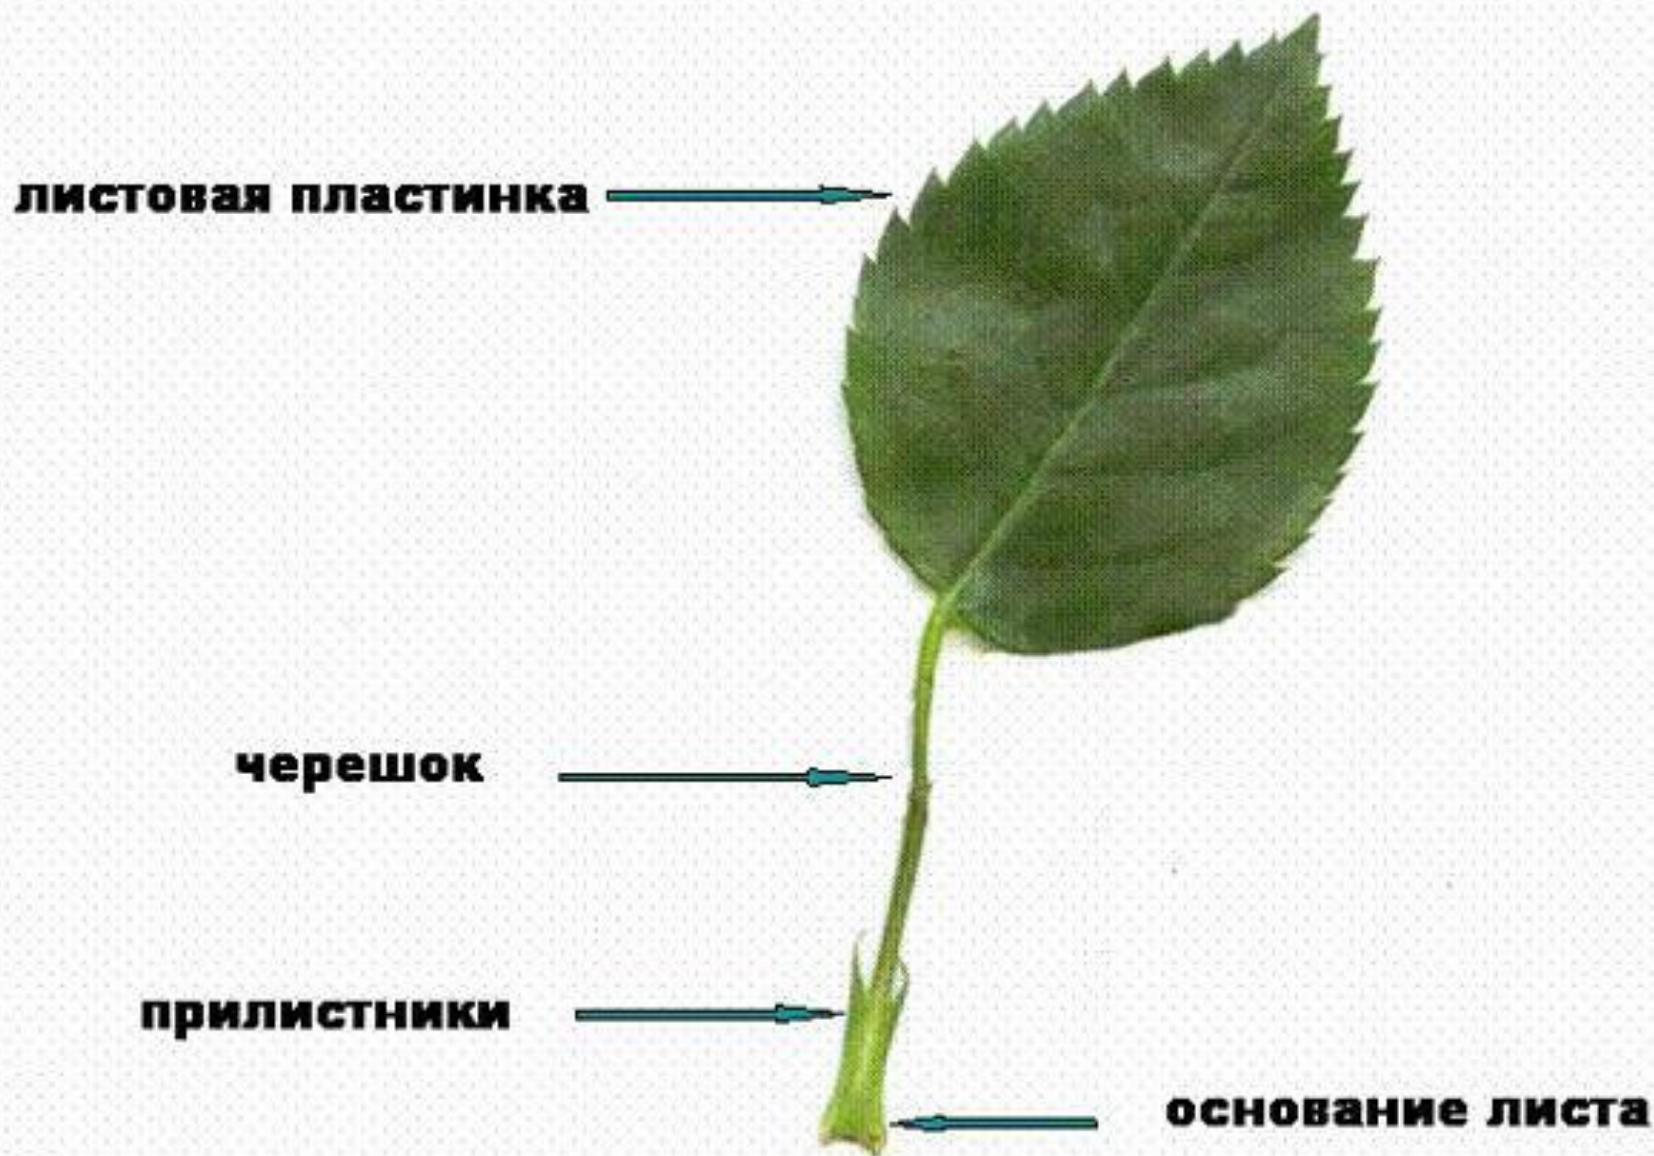 листовая пластинка
черешок
прилистники
основание листа